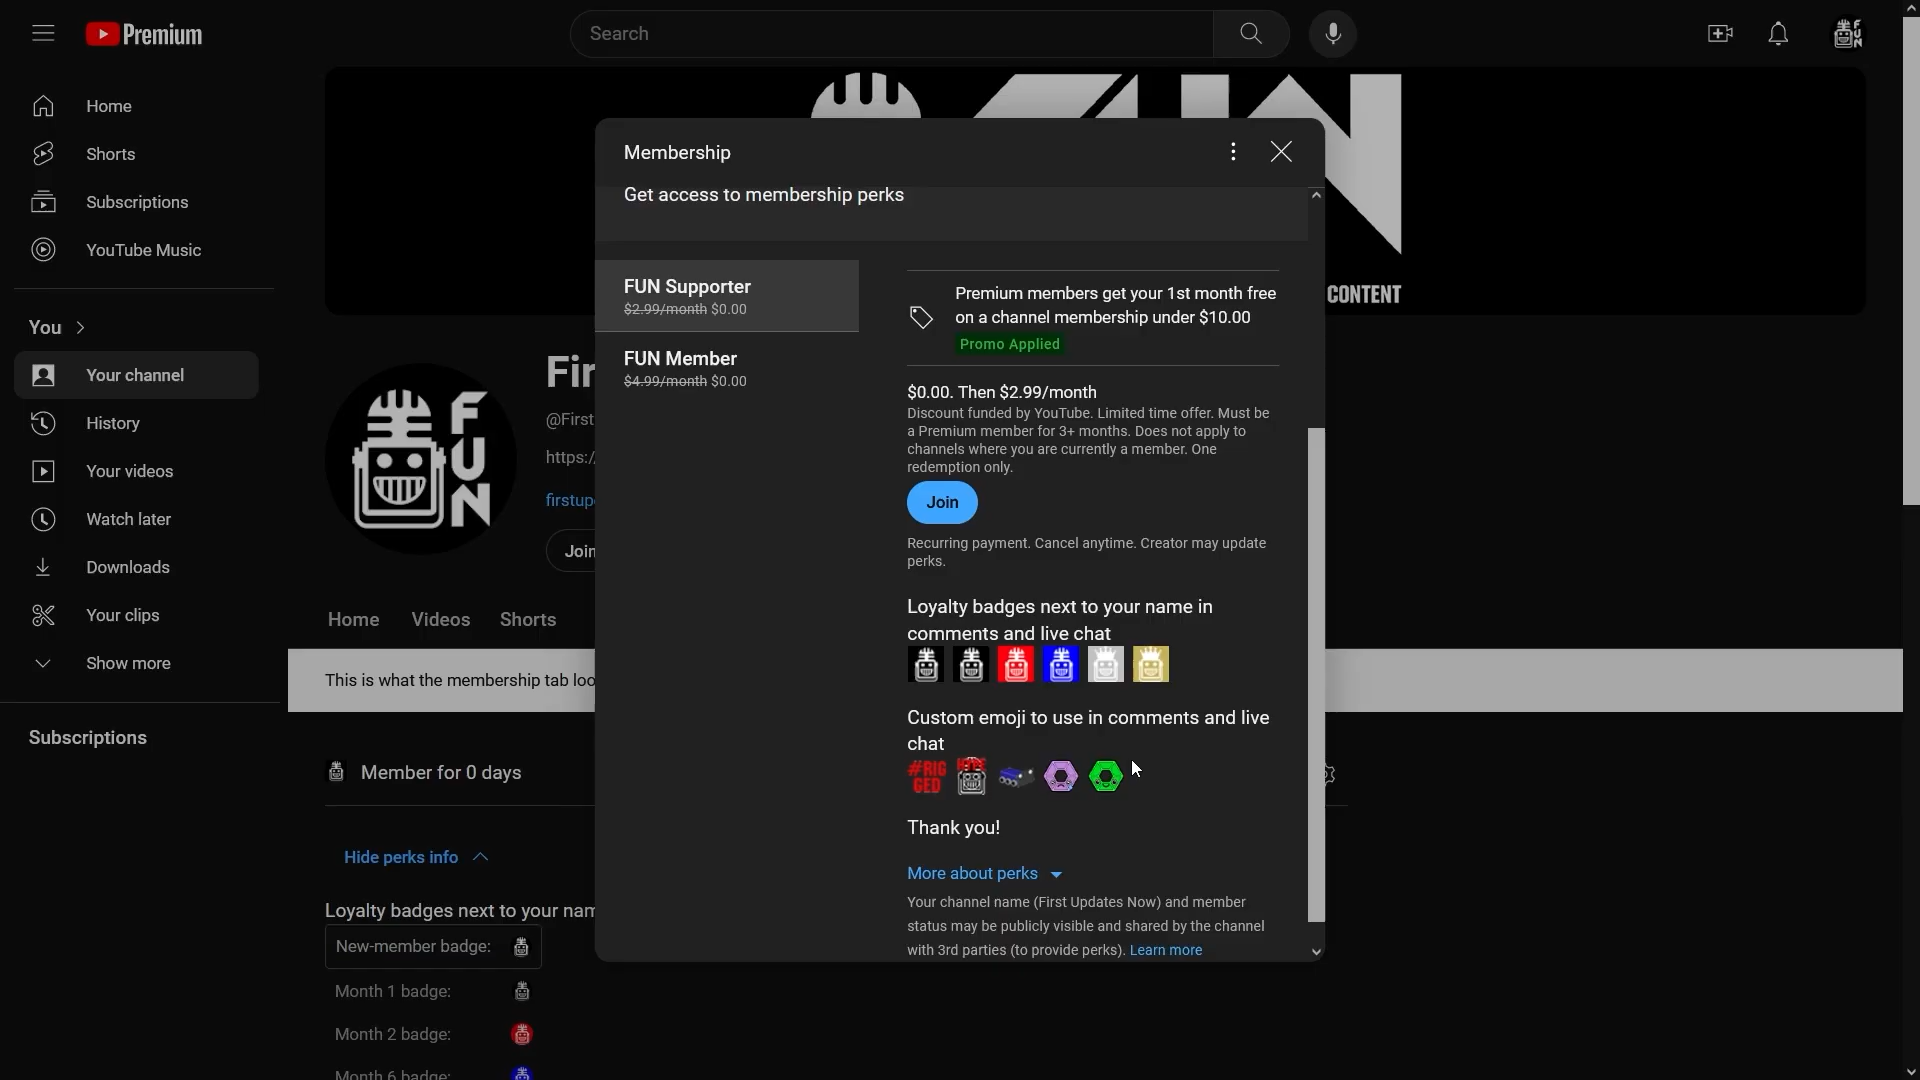 Premium
Search
FUN
Home
Shorts
Subscriptions
YouTube Music
You
Your channel
History
Your videos
Watch later
Downloads
Your clips
Show more
Subscriptions
CONTENT
FUN
Fir
@First
https:/
firstup
Join
Home Videos Shorts
This is what the membership tab loo
Member for 0 days
Hide perks info
Loyalty badges next to your nam
New-member badge:
Month 1 badge:
Month 2 badge:
Month 6 badge:
Membership
Get access to membership perks
FUN Supporter
$2.99/month $0.00
FUN Member
$4.99/month $0.00
Premium members get your 1st month free
on a channel membership under $10.00
Promo Applied
$0.00. Then $2.99/month
Discount funded by YouTube. Limited time offer. Must be
a Premium member for 3+ months. Does not apply to
channels where you are currently a member. One
redemption only.
Join
Recurring payment. Cancel anytime. Creator may update
perks.
Loyalty badges next to your name in
comments and live chat
Custom emoji to use in comments and live
chat
#RIG
GED
HYPE
Thank you!
More about perks
Your channel name (First Updates Now) and member
status may be publicly visible and shared by the channel
with 3rd parties (to provide perks). Learn more